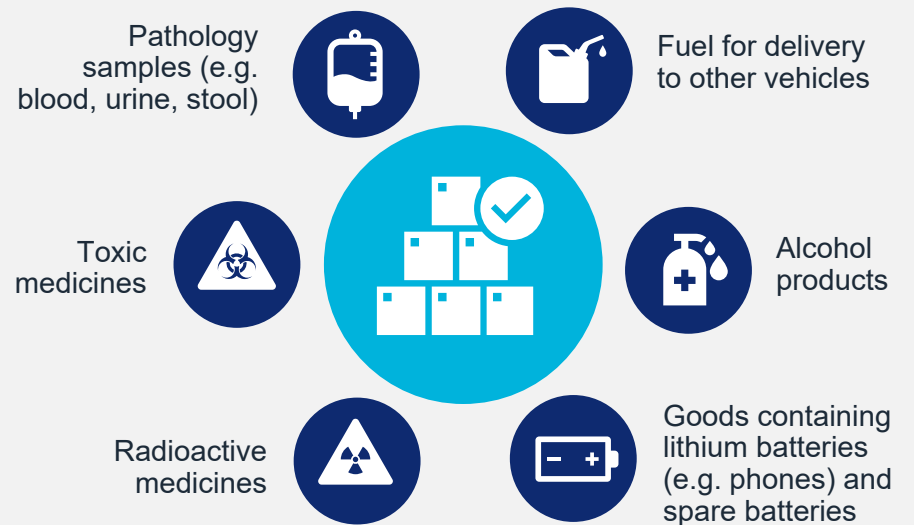 Pathology
samples (e.g.
blood, urine, stool)
Fuel for delivery
to other vehicles
Toxic
medicines
Alcohol
products
Radioactive
medicines
Goods containing
lithium batteries
(e.g. phones) and
spare batteries